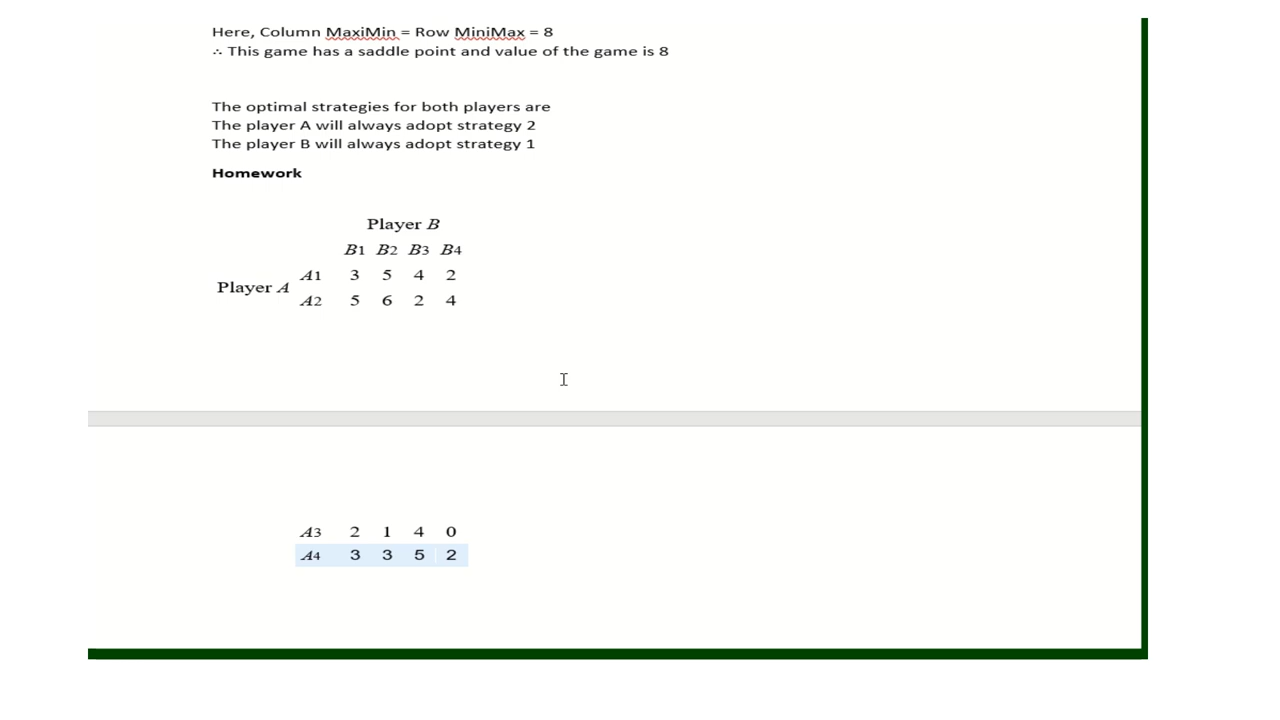 Here, Column MaxiMin = Row MiniMax = 8
∴ This game has a saddle point and value of the game is 8
The optimal strategies for both players are
The player A will always adopt strategy 2
The player B will always adopt strategy 1
Homework
Player B
B1 B2 B3 B4
A1 3 5 4 2
Player A
A2 5 6 2 4
A3 2 1 4 0
A4 3 3 5 2